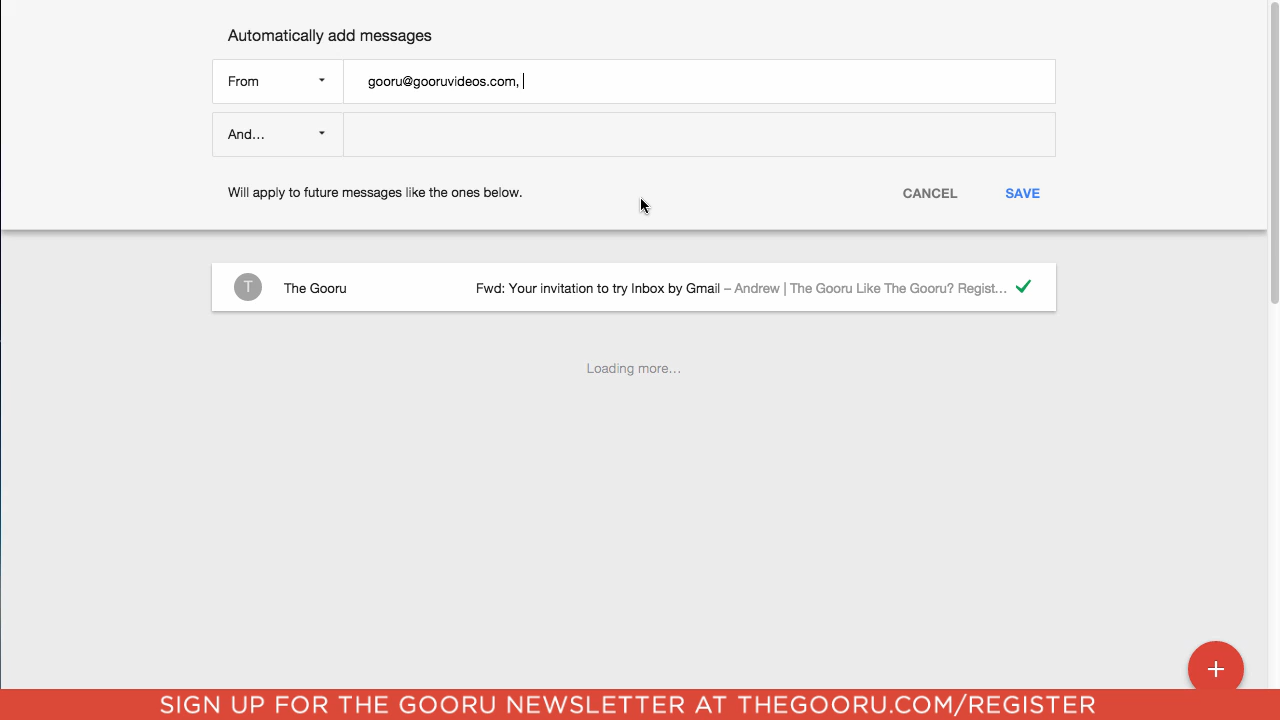 Automatically add messages
From
gooru@gooruvideos.com,
And...
Will apply to future messages like the ones below.
CANCEL
SAVE
T
The Gooru
Fwd: Your invitation to try Inbox by Gmail – Andrew | The Gooru Like The Gooru? Regist...
Loading more...
+
SIGN UP FOR THE GOORU NEWSLETTER AT THEGOORU.COM/REGISTER